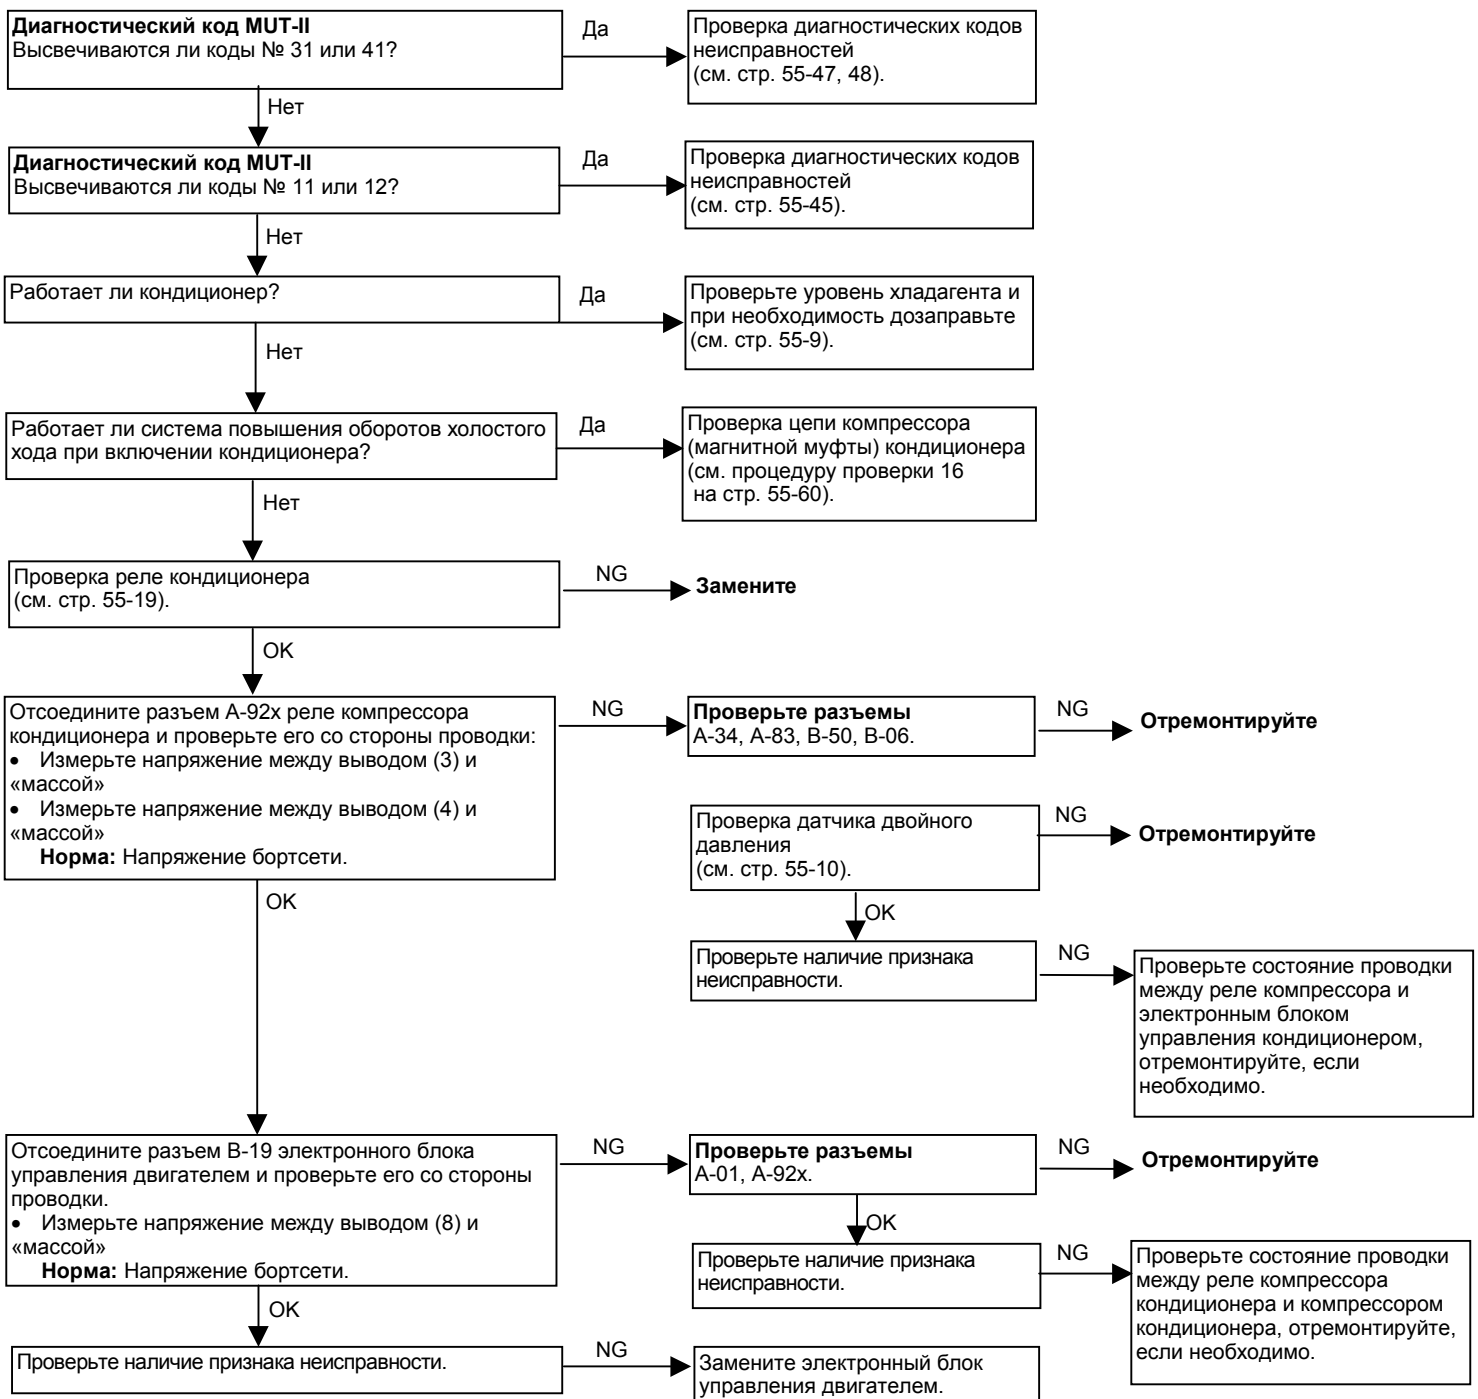 Диагностический код MUT-II
Высвечиваются ли коды № 31 или 41?
Да
Проверка диагностических кодов
неисправностей
(см. стр. 55-47, 48).
Нет
Диагностический код MUT-II
Высвечиваются ли коды № 11 или 12?
Да
Проверка диагностических кодов
неисправностей
(см. стр. 55-45).
Нет
Работает ли кондиционер?
Да
Проверьте уровень хладагента и
при необходимость дозаправьте
(см. стр. 55-9).
Нет
Работает ли система повышения оборотов холостого
хода при включении кондиционера?
Да
Проверка цепи компрессора
(магнитной муфты) кондиционера
(см. процедуру проверки 16
на стр. 55-60).
Нет
Проверка реле кондиционера
(см. стр. 55-19).
NG
Замените
OK
Отсоедините разъем А-92х реле компрессора
кондиционера и проверьте его со стороны проводки:
• Измерьте напряжение между выводом (3) и
«массой»
• Измерьте напряжение между выводом (4) и
«массой»
Норма: Напряжение бортсети.
NG
Проверьте разъемы
А-34, А-83, В-50, В-06.
NG
Отремонтируйте
Проверка датчика двойного
давления
(см. стр. 55-10).
NG
Отремонтируйте
OK
OK
Проверьте наличие признака
неисправности.
NG
Проверьте состояние проводки
между реле компрессора и
электронным блоком
управления кондиционером,
отремонтируйте, если
необходимо.
Отсоедините разъем В-19 электронного блока
управления двигателем и проверьте его со стороны
проводки.
• Измерьте напряжение между выводом (8) и
«массой»
Норма: Напряжение бортсети.
NG
Проверьте разъемы
А-01, А-92х.
NG
Отремонтируйте
OK
Проверьте наличие признака
неисправности.
NG
Проверьте состояние проводки
между реле компрессора
кондиционера и компрессором
кондиционера, отремонтируйте,
если необходимо.
OK
Проверьте наличие признака неисправности.
NG
Замените электронный блок
управления двигателем.